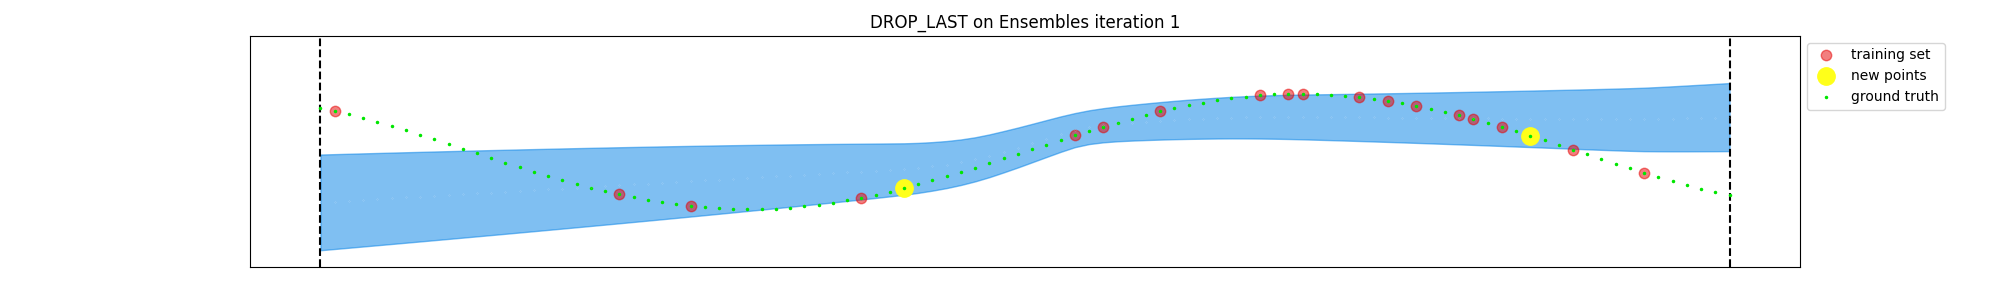 DROP_LAST on Ensembles iteration 1
training set
new points
ground truth